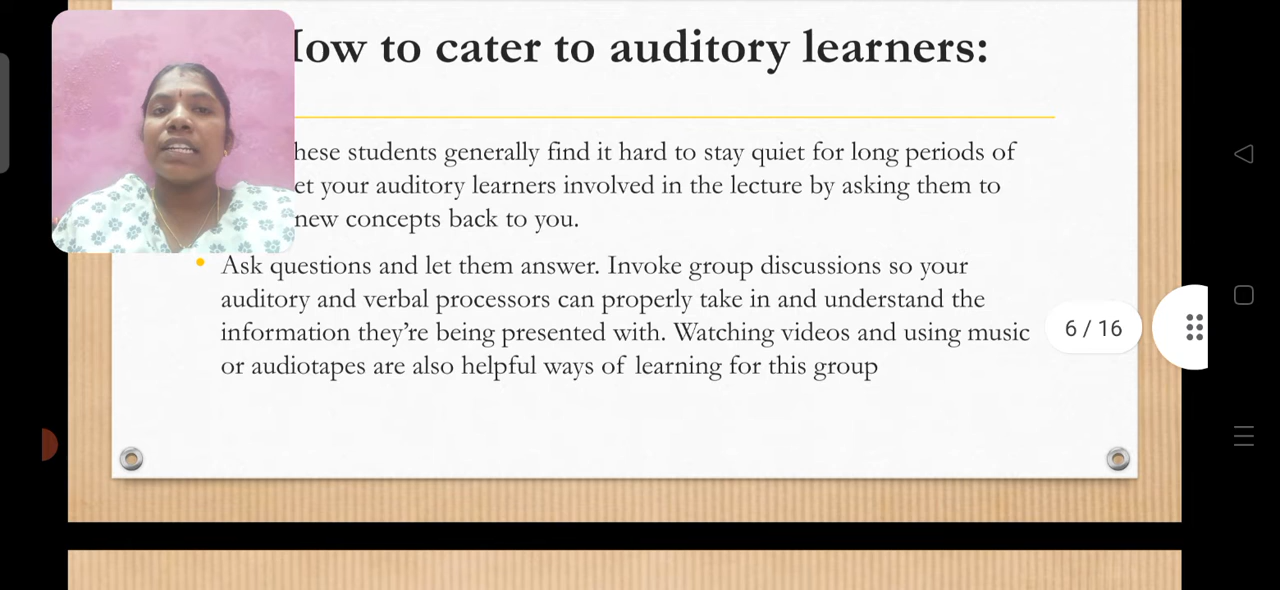 ow to cater to auditory learners:
hese students generally find it hard to stay quiet for long periods of
et your auditory learners involved in the lecture by asking them to
new concepts back to you.
• Ask questions and let them answer. Invoke group discussions so your
auditory and verbal processors can properly take in and understand the
information they’re being presented with. Watching videos and using music
or audiotapes are also helpful ways of learning for this group
6 / 16